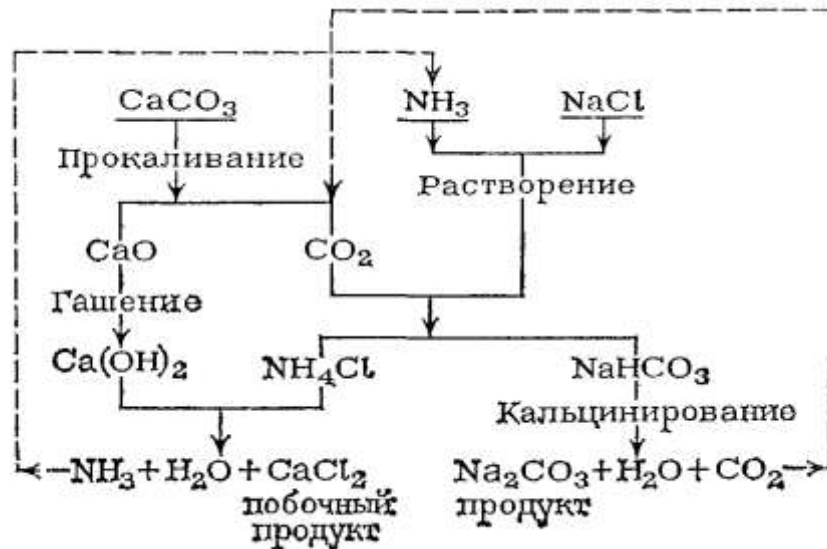 CaCO₃ NH₃ NaCl
Прокаливание
Растворение
CaO CO₂
Гашение
Ca(OH)₂ NH₄Cl NaHCO₃
Кальцинирование
NH₃+H₂O+CaCl₂ Na₂CO₃+H₂O+CO₂
побочный продукт
продукт